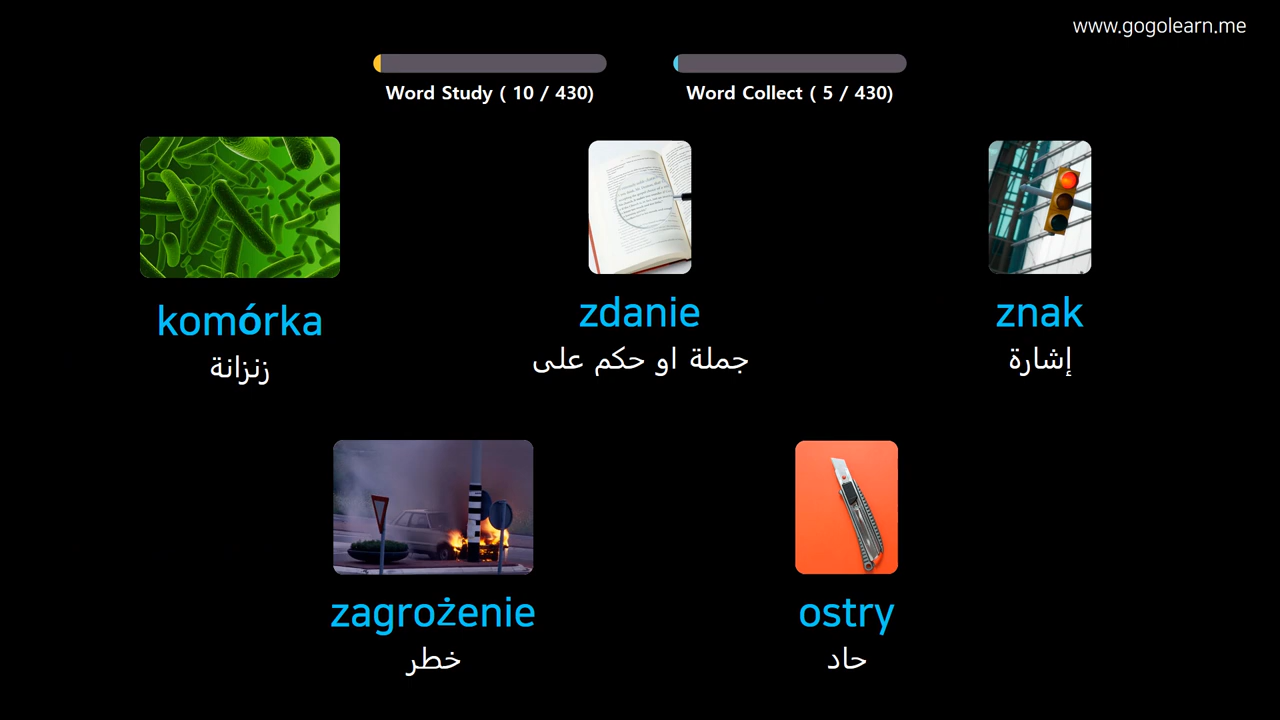 www.gogolearn.me
Word Study ( 10 / 430)
Word Collect ( 5 / 430)
komórka
زنزانة
zdanie
جملة او حكم على
znak
إشارة
zagrożenie
خطر
ostry
حاد